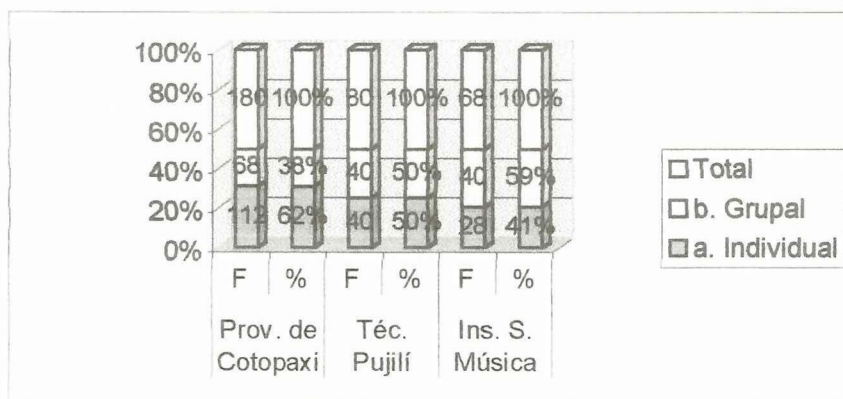 100%
80%
60%
40%
20%
0%
180 100% 80 100% 68 100%
68 38% 40 50% 40 59%
112 62% 40 50% 28 41%
F % F % F %
Prov. de Téc. Ins. S.
Cotopaxi Pujilí Música
Total
b. Grupal
a. Individual